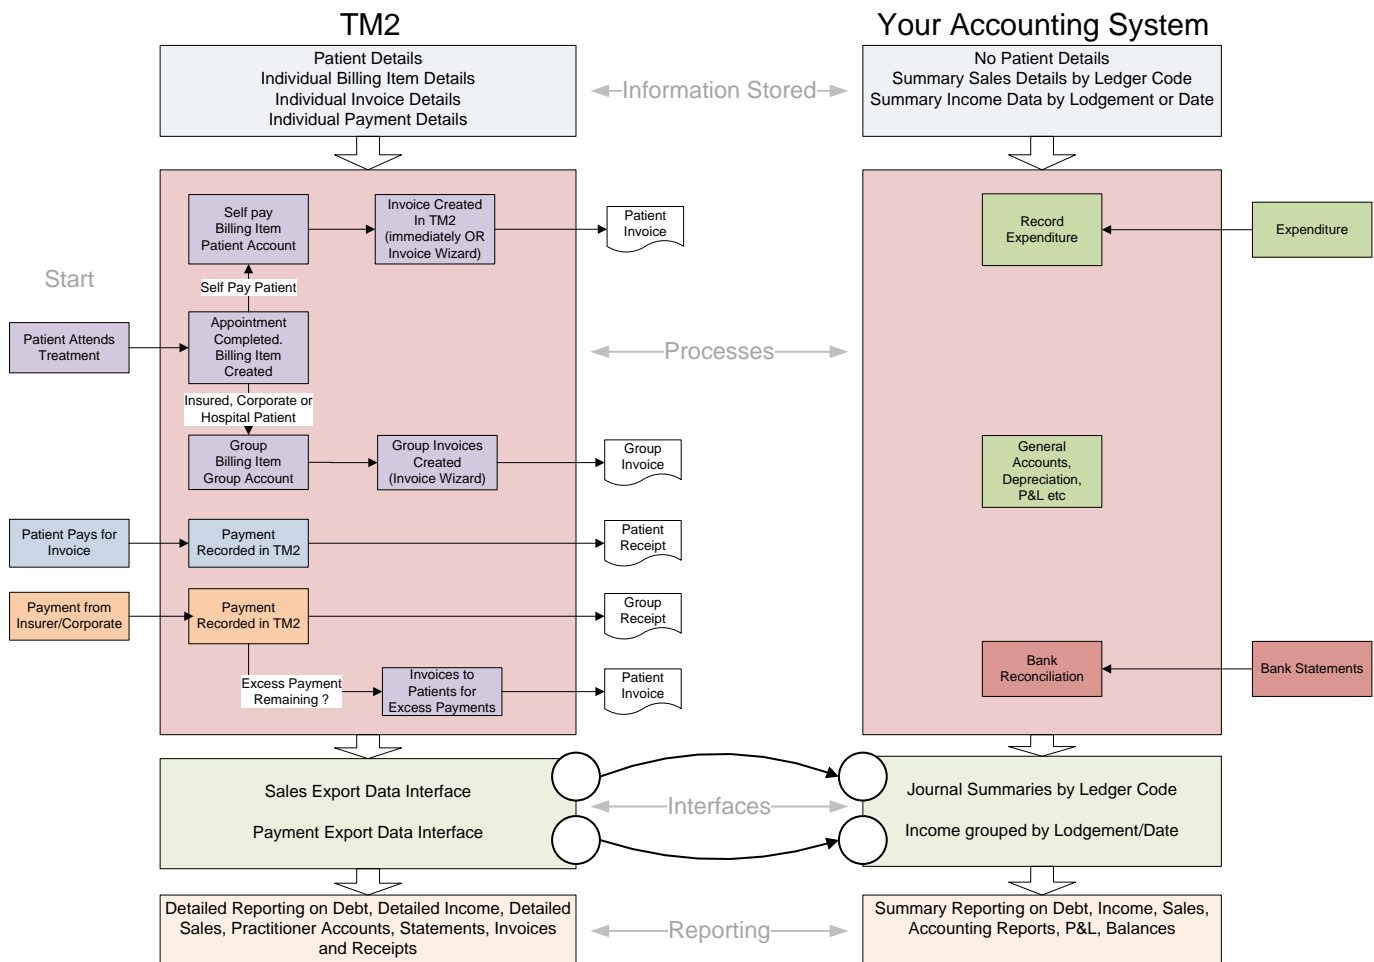 TM2
Your Accounting System
Patient Details
Individual Billing Item Details
Individual Invoice Details
Individual Payment Details
Information Stored
No Patient Details
Summary Sales Details by Ledger Code
Summary Income Data by Lodgement or Date
Self pay
Billing Item
Patient Account
Invoice Created
In TM2
(immediately OR
Invoice Wizard)
Patient
Invoice
Record
Expenditure
Expenditure
Start
Self Pay Patient
Patient Attends
Treatment
Appointment
Completed.
Billing Item
Created
Processes
Insured, Corporate or
Hospital Patient
Group
Billing Item
Group Account
Group Invoices
Created
(Invoice Wizard)
Group
Invoice
General
Accounts,
Depreciation,
P&L etc
Patient Pays for
Invoice
Payment
Recorded in TM2
Patient
Receipt
Payment from
Insurer/Corporate
Payment
Recorded in TM2
Group
Receipt
Excess Payment
Remaining ?
Invoices to
Patients for
Excess Payments
Patient
Invoice
Bank
Reconciliation
Bank Statements
Sales Export Data Interface
Payment Export Data Interface
Interfaces
Journal Summaries by Ledger Code
Income grouped by Lodgement/Date
Detailed Reporting on Debt, Detailed Income, Detailed
Sales, Practitioner Accounts, Statements, Invoices
and Receipts
Reporting
Summary Reporting on Debt, Income, Sales,
Accounting Reports, P&L, Balances